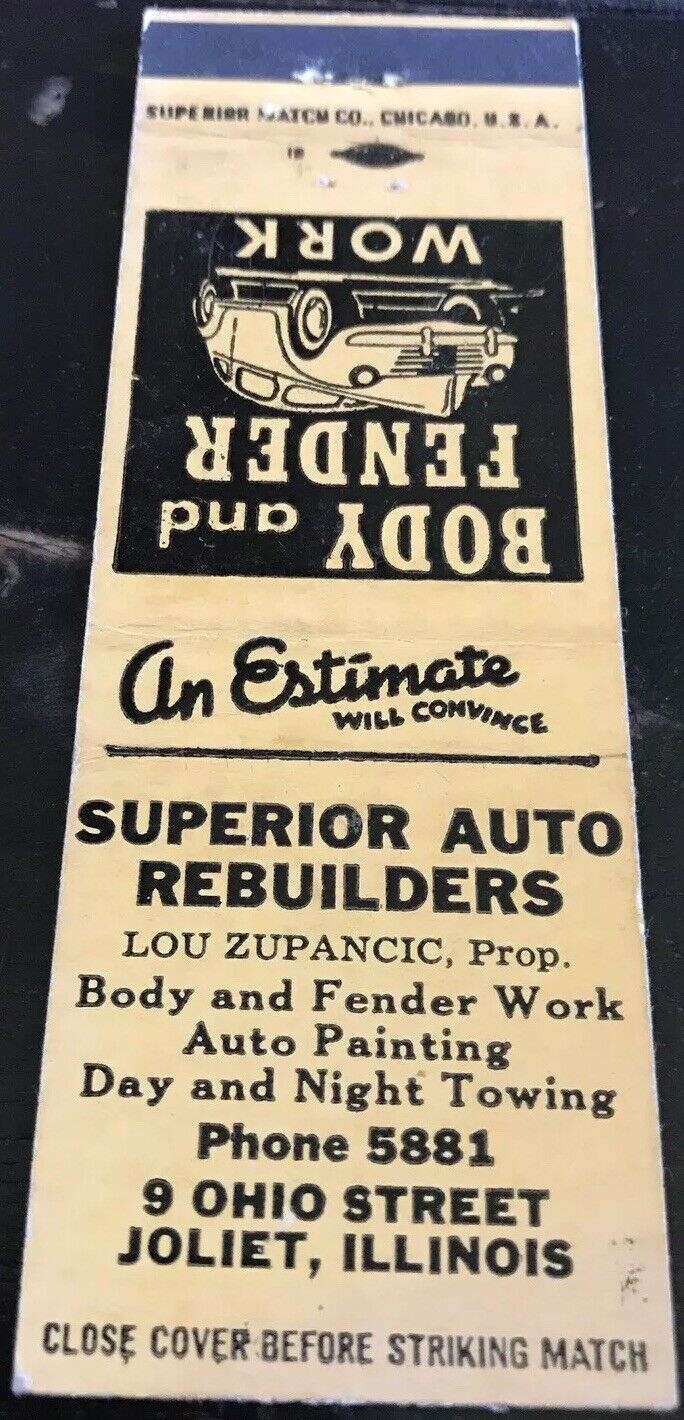 SUPERIOR MATCH CO., CHICAGO, U.S.A.
BODY and
FENDER
WORK
An Estimate
WILL CONVINCE
SUPERIOR AUTO
REBUILDERS
LOU ZUPANCIC, Prop.
Body and Fender Work
Auto Painting
Day and Night Towing
Phone 5881
9 OHIO STREET
JOLIET, ILLINOIS
CLOSE COVER BEFORE STRIKING MATCH